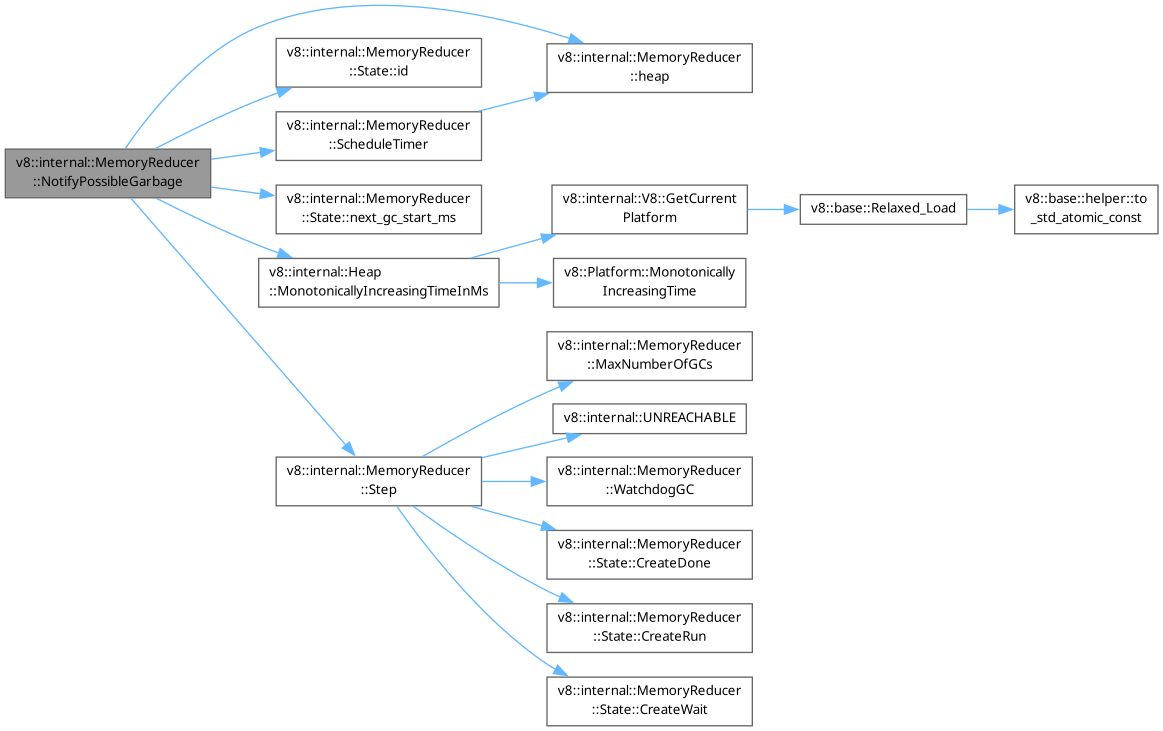 v8::internal::MemoryReducer
::NotifyPossibleGarbage
v8::internal::MemoryReducer
::State::id
v8::internal::MemoryReducer
::ScheduleTimer
v8::internal::MemoryReducer
::State::next_gc_start_ms
v8::internal::Heap
::MonotonicallyIncreasingTimeInMs
v8::internal::MemoryReducer
::Step
v8::internal::MemoryReducer
::heap
v8::internal::V8::GetCurrent
Platform
v8::Platform::Monotonically
IncreasingTime
v8::internal::MemoryReducer
::MaxNumberOfGCs
v8::internal::UNREACHABLE
v8::internal::MemoryReducer
::WatchdogGC
v8::internal::MemoryReducer
::State::CreateDone
v8::internal::MemoryReducer
::State::CreateRun
v8::internal::MemoryReducer
::State::CreateWait
v8::base::Relaxed_Load
v8::base::helper::to
_std_atomic_const